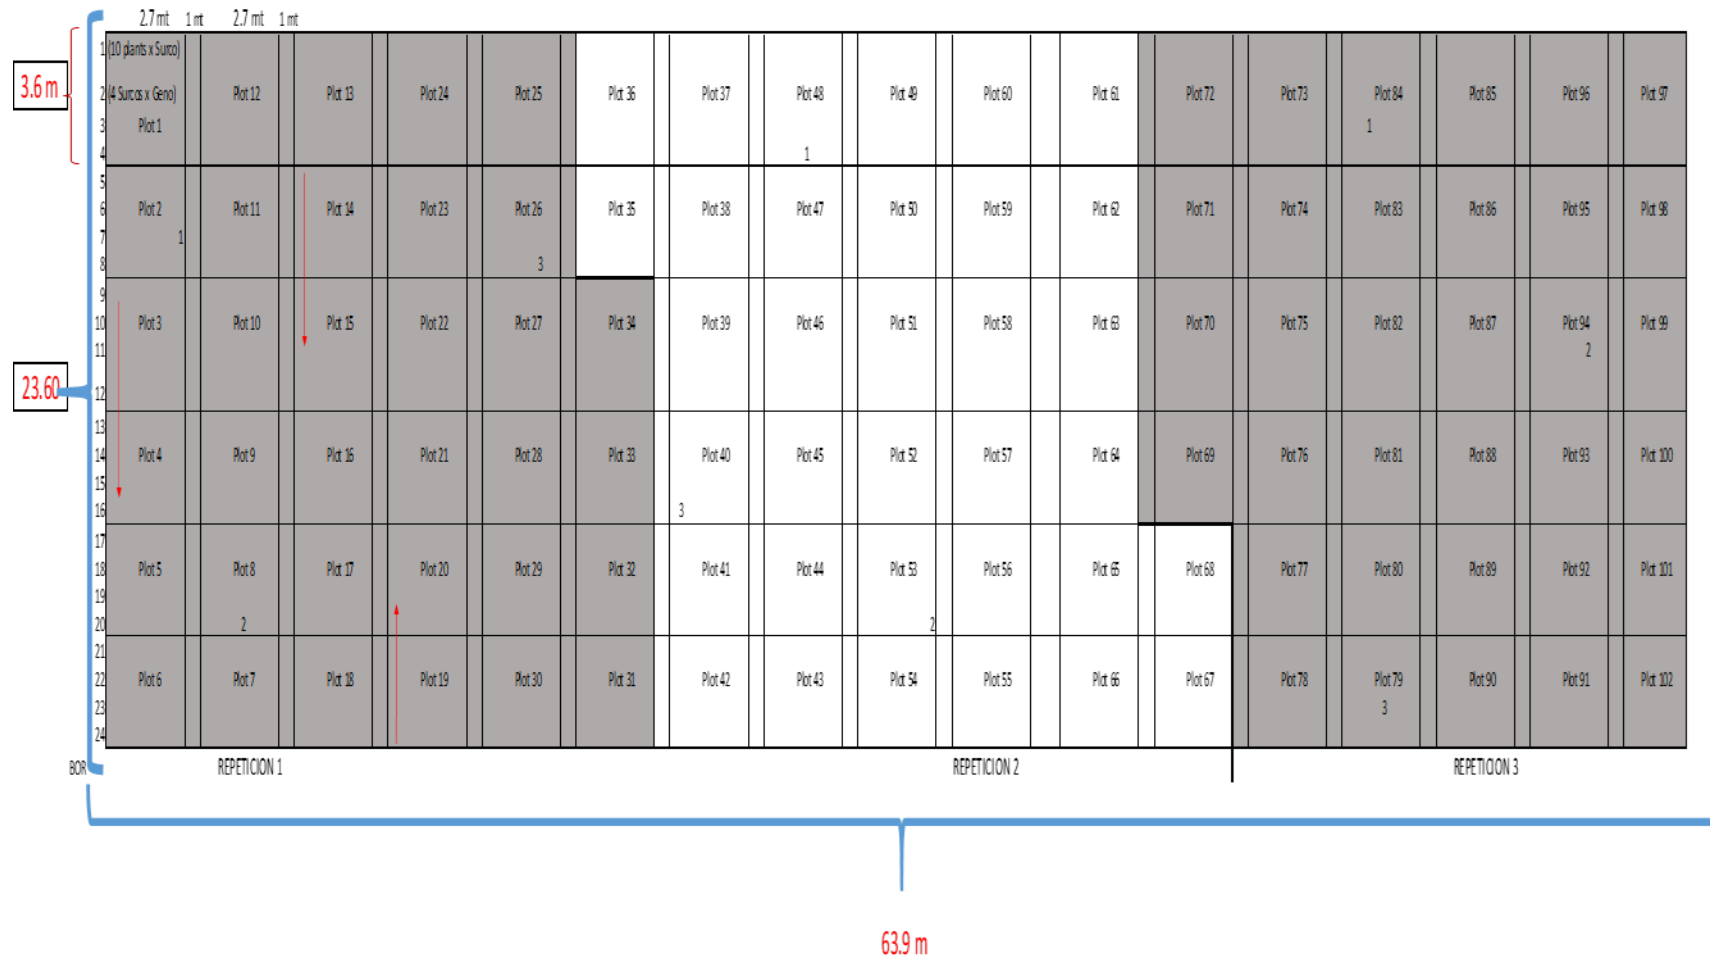 2.7 mt 1 mt 2.7 mt 1 mt
1 (10 plants x Surco)
3.6 m
2 (4 Surcos x Geno) Plot 12 Plot 13 Plot 24 Plot 25 Plot 36 Plot 37 Plot 48 Plot 49 Plot 60 Plot 61 Plot 72 Plot 73 Plot 84 Plot 85 Plot 96 Plot 97
3 Plot 1 1
4 1
5
6 Plot 2 Plot 11 Plot 14 Plot 23 Plot 26 Plot 35 Plot 38 Plot 47 Plot 50 Plot 59 Plot 62 Plot 71 Plot 74 Plot 83 Plot 86 Plot 95 Plot 98
7 1
8 3
9
10 Plot 3 Plot 10 Plot 15 Plot 22 Plot 27 Plot 34 Plot 39 Plot 46 Plot 51 Plot 58 Plot 63 Plot 70 Plot 75 Plot 82 Plot 87 Plot 94 Plot 99
11 2
23.60
12
13
14 Plot 4 Plot 9 Plot 16 Plot 21 Plot 28 Plot 33 Plot 40 Plot 45 Plot 52 Plot 57 Plot 64 Plot 69 Plot 76 Plot 81 Plot 88 Plot 93 Plot 100
15
16 3
17
18 Plot 5 Plot 8 Plot 17 Plot 20 Plot 29 Plot 32 Plot 41 Plot 44 Plot 53 Plot 56 Plot 65 Plot 68 Plot 77 Plot 80 Plot 89 Plot 92 Plot 101
19
20 2 2
21
22 Plot 6 Plot 7 Plot 18 Plot 19 Plot 30 Plot 31 Plot 42 Plot 43 Plot 54 Plot 55 Plot 66 Plot 67 Plot 78 Plot 79 Plot 90 Plot 91 Plot 102
23 3
24
BOR REPETICION 1 REPETICION 2 REPETICION 3
63.9 m